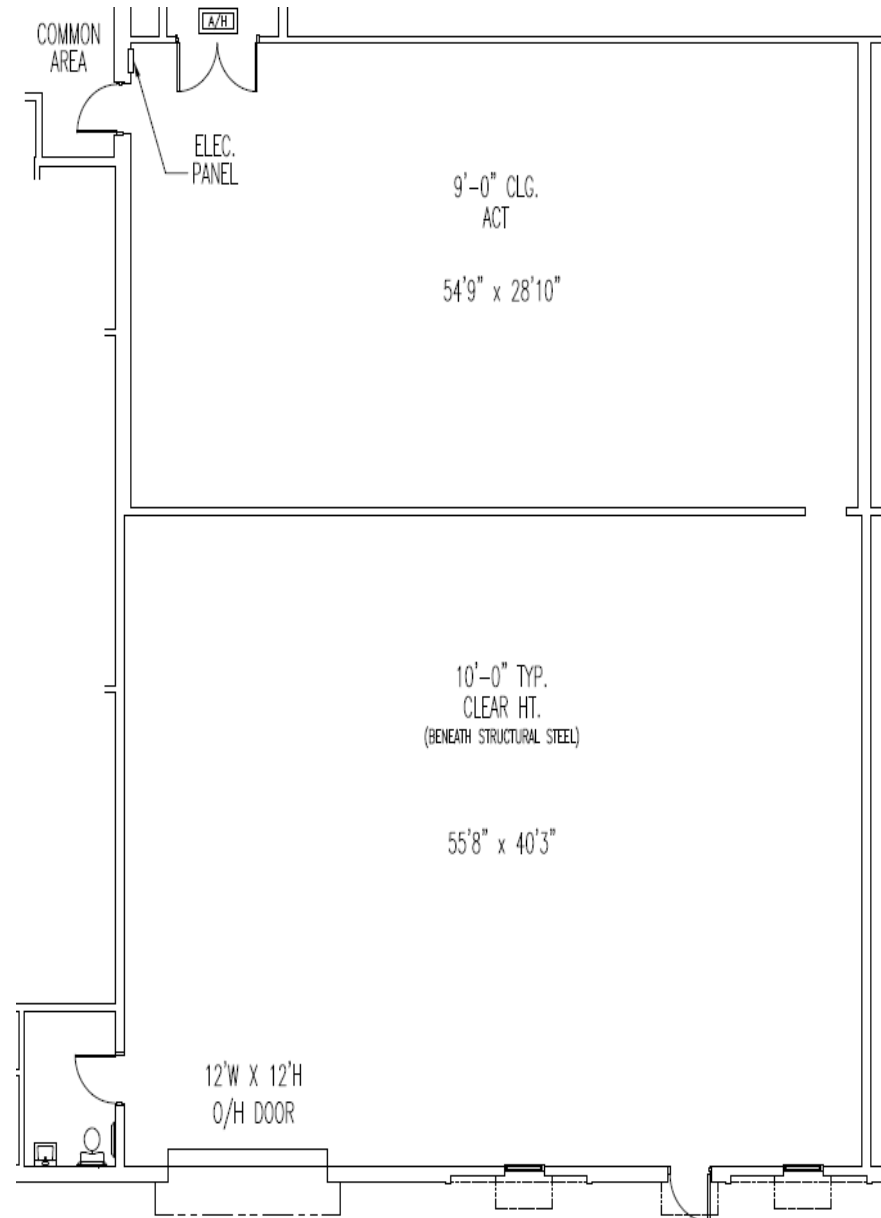 A/H
COMMON
AREA
ELEC.
PANEL
9'-0" CLG.
ACT
54'9" x 28'10"
10'-0" TYP.
CLEAR HT.
(BENEATH STRUCTURAL STEEL)
55'8" x 40'3"
12'W X 12'H
O/H DOOR